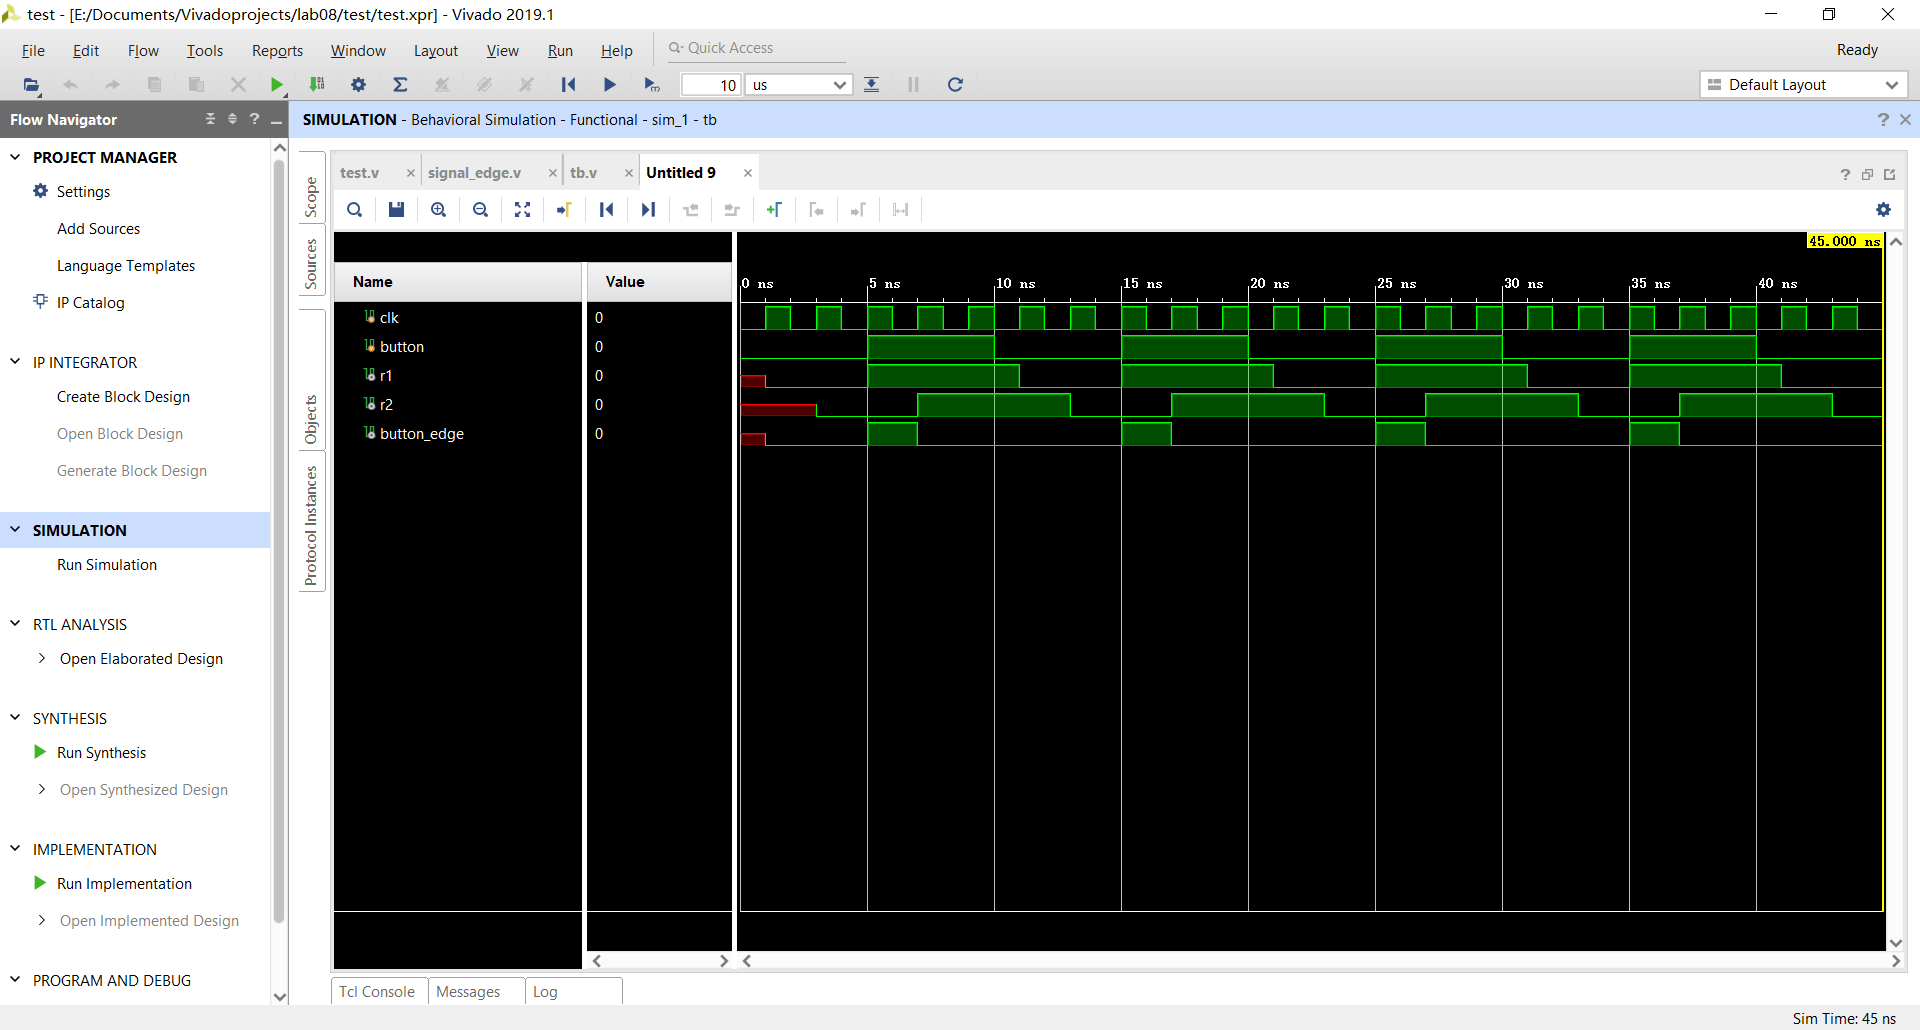 test - [E:/Documents/Vivadoprojects/lab08/test/test.xpr] - Vivado 2019.1
File Edit Flow Tools Reports Window Layout View Run Help Quick Access Ready
10 us Default Layout
Flow Navigator
SIMULATION - Behavioral Simulation - Functional - sim_1 - tb
PROJECT MANAGER
Settings
Add Sources
Language Templates
IP Catalog
IP INTEGRATOR
Create Block Design
Open Block Design
Generate Block Design
SIMULATION
Run Simulation
RTL ANALYSIS
Open Elaborated Design
SYNTHESIS
Run Synthesis
Open Synthesized Design
IMPLEMENTATION
Run Implementation
Open Implemented Design
PROGRAM AND DEBUG
Scope
Sources
Objects
Protocol Instances
test.v signal_edge.v tb.v Untitled 9
45.000 ns
Name Value
0 ns 5 ns 10 ns 15 ns 20 ns 25 ns 30 ns 35 ns 40 ns
clk 0
button 0
r1 0
r2 0
button_edge 0
Tcl Console Messages Log
Sim Time: 45 ns